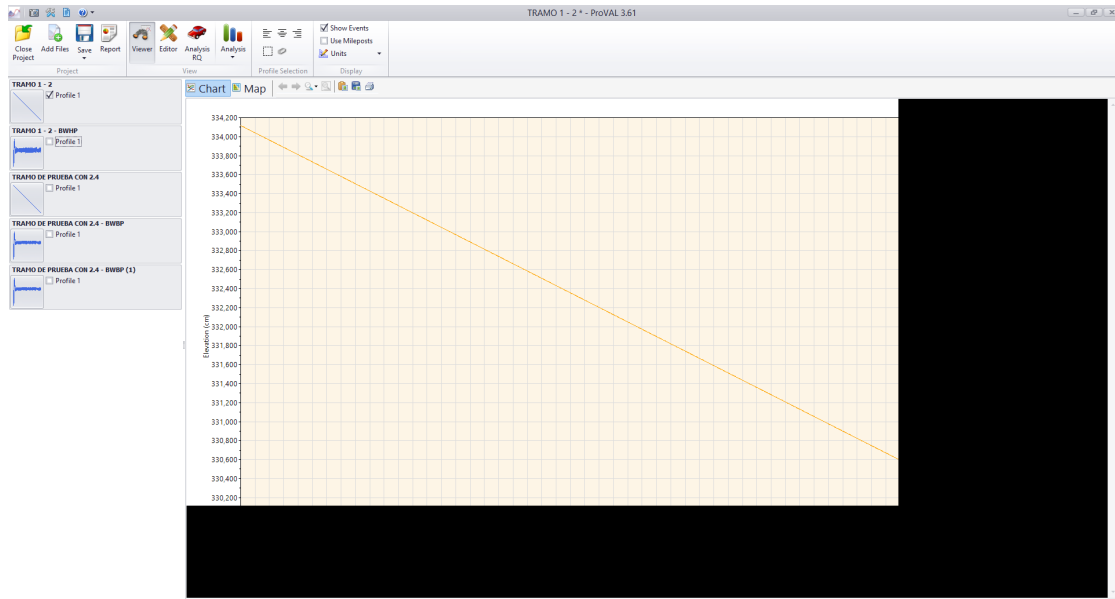 TRAMO 1 - 2 * - ProVAL 3.61
Close Project
Add Files
Save
Report
Viewer
Editor
Analysis RQ
Analysis
Show Events
Use Mileposts
Units
Project
View
Profile Selection
Display
TRAMO 1 - 2
Profile 1
TRAMO 1 - 2 - BWHP
Profile 1
TRAMO DE PRUEBA CON 2.4
Profile 1
TRAMO DE PRUEBA CON 2.4 - BWBP
Profile 1
TRAMO DE PRUEBA CON 2.4 - BWBP (1)
Profile 1
Chart
Map
334,200
334,000
333,800
333,600
333,400
333,200
333,000
332,800
332,600
332,400
332,200
332,000
331,800
331,600
331,400
331,200
331,000
330,800
330,600
330,400
330,200
Elevation (cm)